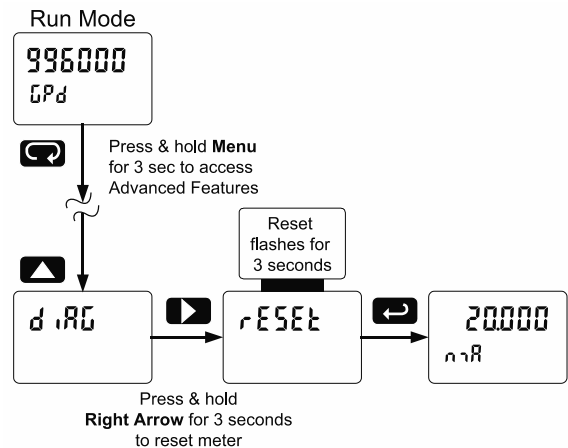 Run Mode
996000
GPd
Press & hold Menu
for 3 sec to access
Advanced Features
Reset
flashes for
3 seconds
diAG
rESEt
20.000
mA
Press & hold
Right Arrow for 3 seconds
to reset meter